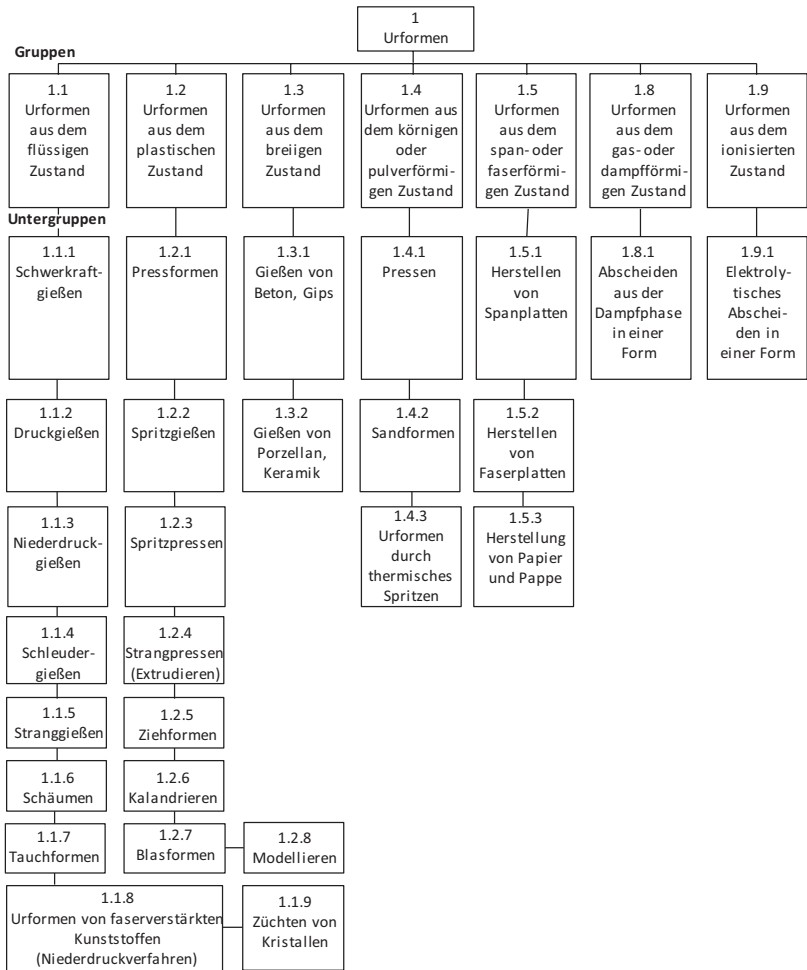 1
Urformen
Gruppen
1.1
Urformen
aus dem
flüssigen
Zustand
1.2
Urformen
aus dem
plastischen
Zustand
1.3
Urformen
aus dem
breiigen
Zustand
1.4
Urformen aus
dem körnigen
oder
pulverförmi-
gen Zustand
1.5
Urformen
aus dem
span- oder
faserförmi-
gen Zustand
1.8
Urformen
aus dem
gas- oder
dampfförmi-
gen Zustand
1.9
Urformen
aus dem
ionisierten
Zustand
Untergruppen
1.1.1
Schwerkraft-
gießen
1.2.1
Pressformen
1.3.1
Gießen von
Beton, Gips
1.4.1
Pressen
1.5.1
Herstellen
von
Spanplatten
1.8.1
Abscheiden
aus der
Dampfphase
in einer
Form
1.9.1
Elektroly-
tisches
Abschei-
den in
einer Form
1.1.2
Druckgießen
1.2.2
Spritzgießen
1.3.2
Gießen von
Porzellan,
Keramik
1.4.2
Sandformen
1.5.2
Herstellen
von
Faserplatten
1.1.3
Niederdruck-
gießen
1.2.3
Spritzpressen
1.4.3
Urformen
durch
thermisches
Spritzen
1.5.3
Herstellung
von Papier
und Pappe
1.1.4
Schleuder-
gießen
1.2.4
Strangpressen
(Extrudieren)
1.1.5
Stranggießen
1.2.5
Ziehformen
1.1.6
Schäumen
1.2.6
Kalandrieren
1.1.7
Tauchformen
1.2.7
Blasformen
1.2.8
Modellieren
1.1.8
Urformen von faserverstärkten
Kunststoffen
(Niederdruckverfahren)
1.1.9
Züchten von
Kristallen